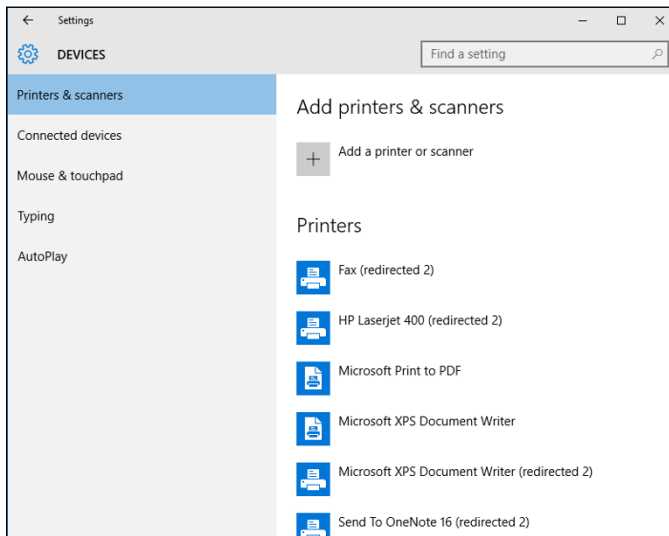 Settings
DEVICES
Find a setting
Printers & scanners
Connected devices
Mouse & touchpad
Typing
AutoPlay
Add printers & scanners
Add a printer or scanner
Printers
Fax (redirected 2)
HP Laserjet 400 (redirected 2)
Microsoft Print to PDF
Microsoft XPS Document Writer
Microsoft XPS Document Writer (redirected 2)
Send To OneNote 16 (redirected 2)